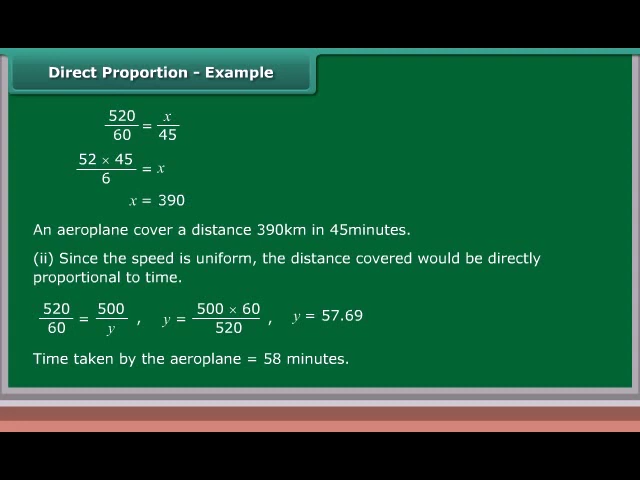 Direct Proportion - Example
520/60 = x/45
52 × 45/6 = x
x = 390
An aeroplane cover a distance 390km in 45minutes.
(ii) Since the speed is uniform, the distance covered would be directly
proportional to time.
520/60 = 500/y , y = 500 × 60/520 , y = 57.69
Time taken by the aeroplane = 58 minutes.